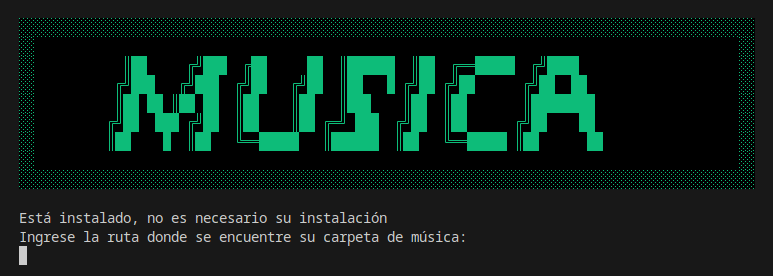 MUSICA
Está instalado, no es necesario su instalación
Ingrese la ruta donde se encuentre su carpeta de música: